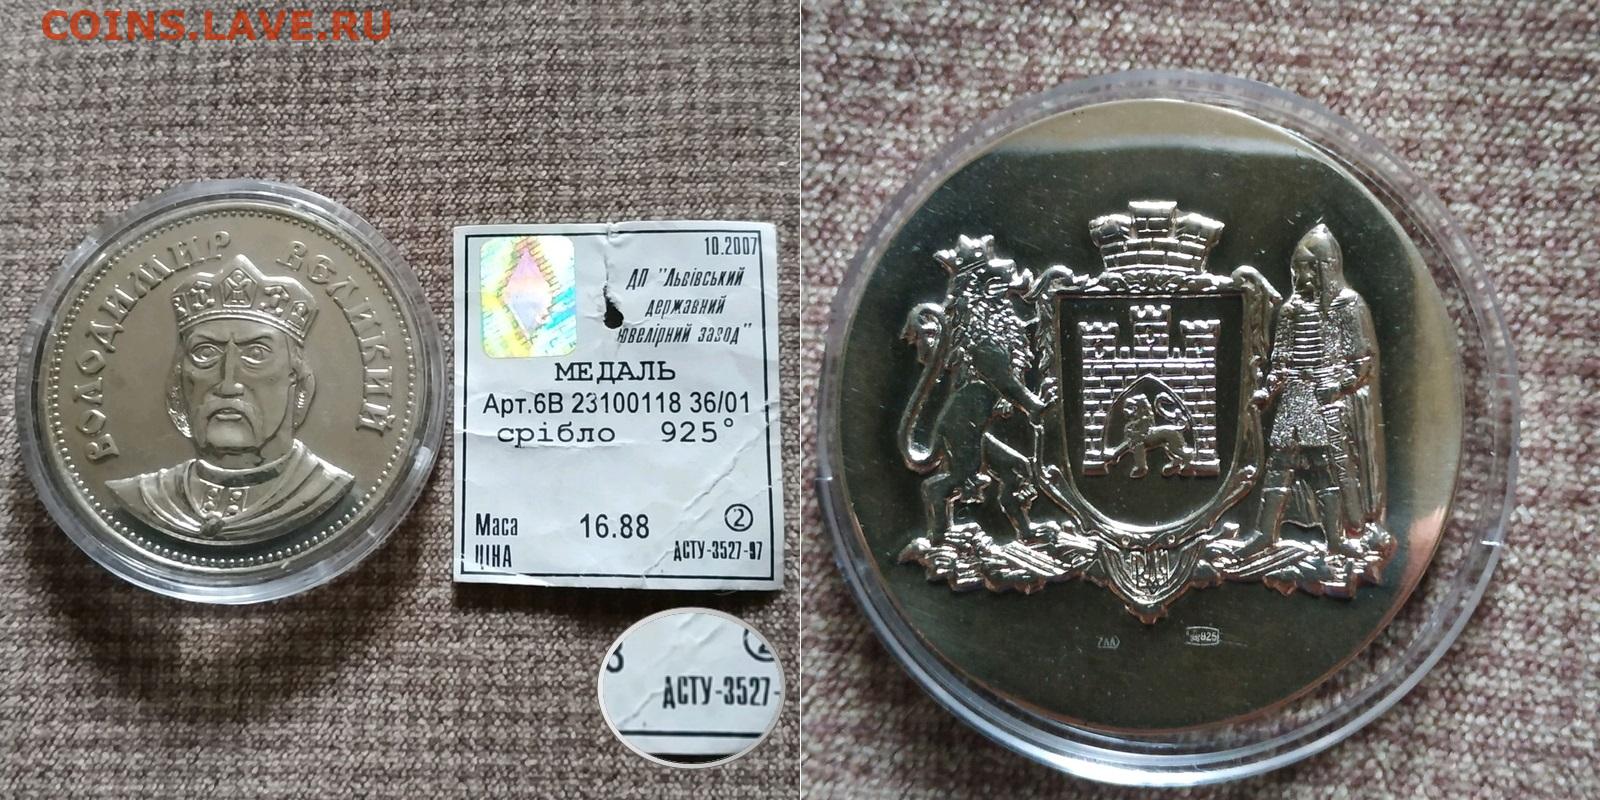 COINS.LAVE.RU
ВОЛОДИМИР ВЕЛИКИЙ
10.2007
ДП "Львівський
державний
ювелірний завод"
МЕДАЛЬ
Арт.6В 23100118 36/01
срібло 925°
Маса 16.88 2
ЦІНА ДСТУ-3527-97
ДСТУ-3527-
925